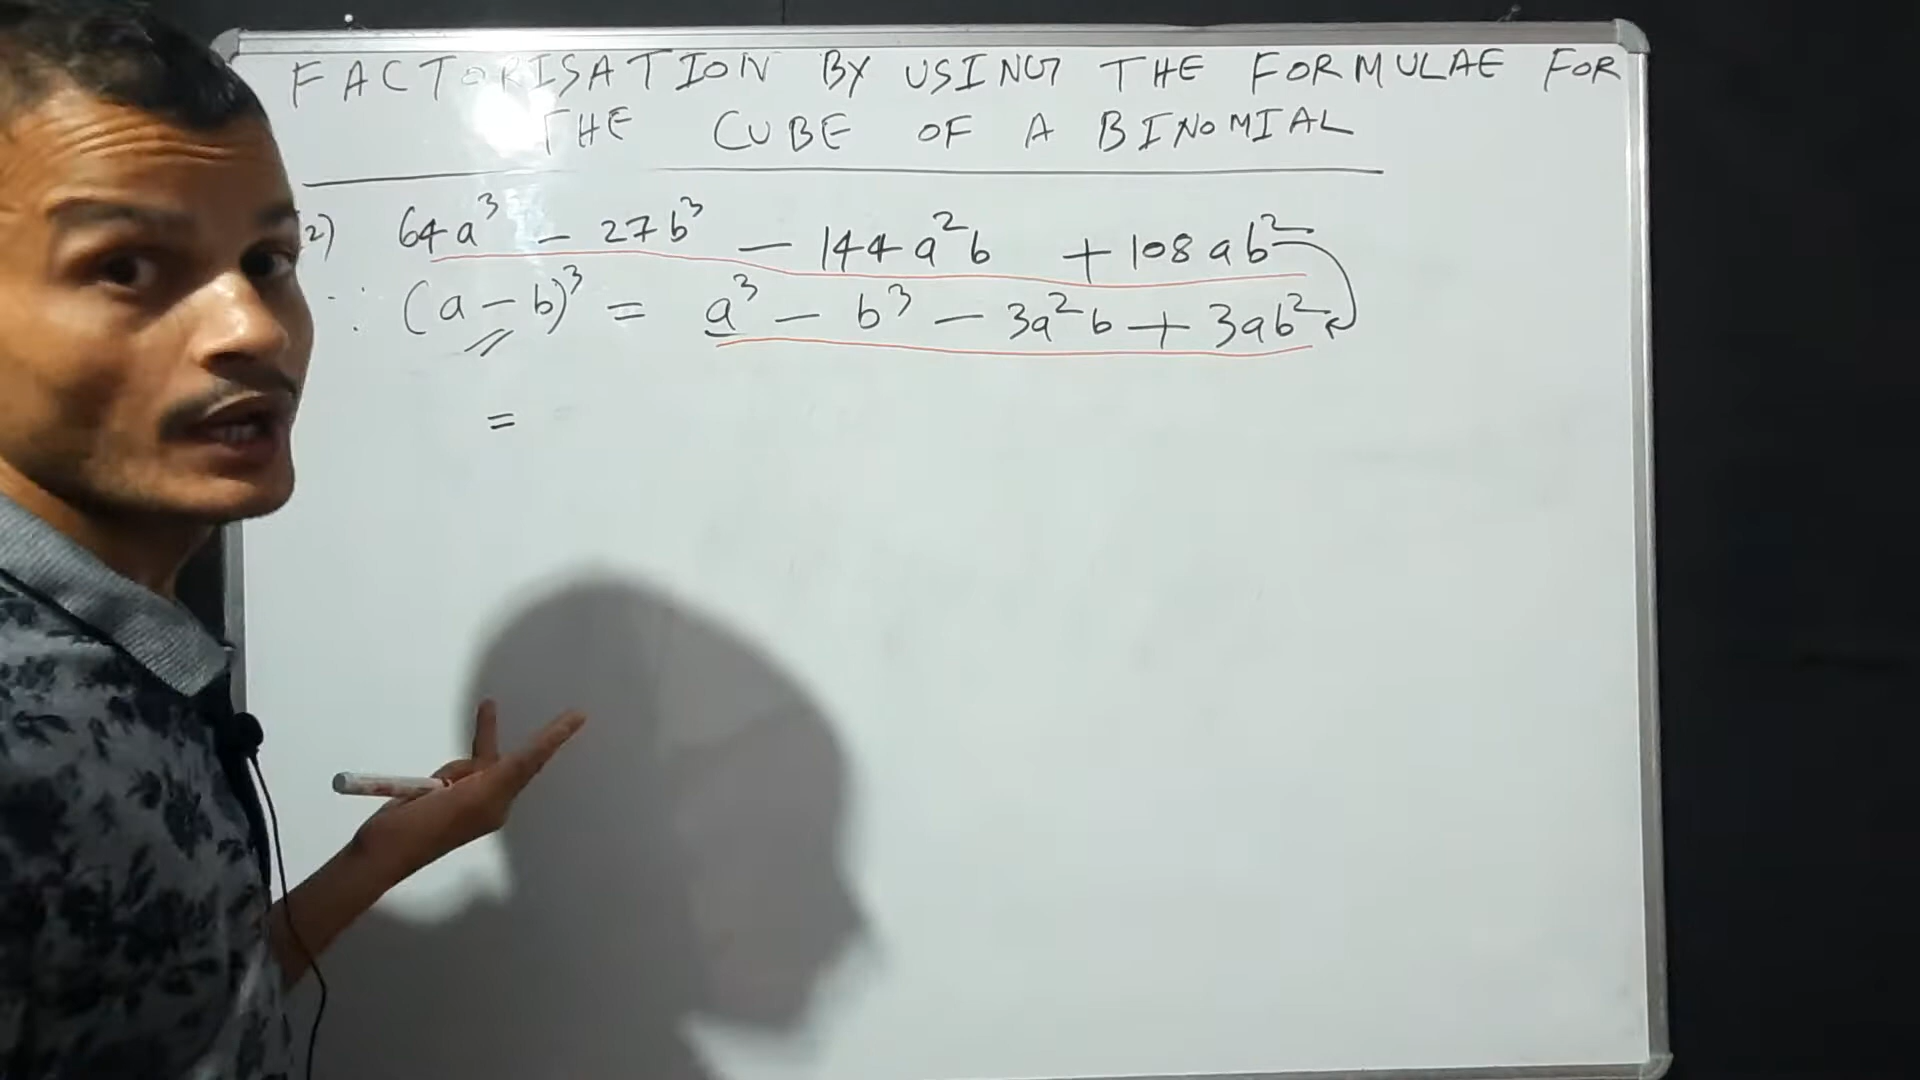 FACTORISATION BY USING THE FORMULAE FOR
THE CUBE OF A BINOMIAL
2) 64a³ - 27b³ - 144a²b + 108ab²
∵ (a - b)³ = a³ - b³ - 3a²b + 3ab²
=